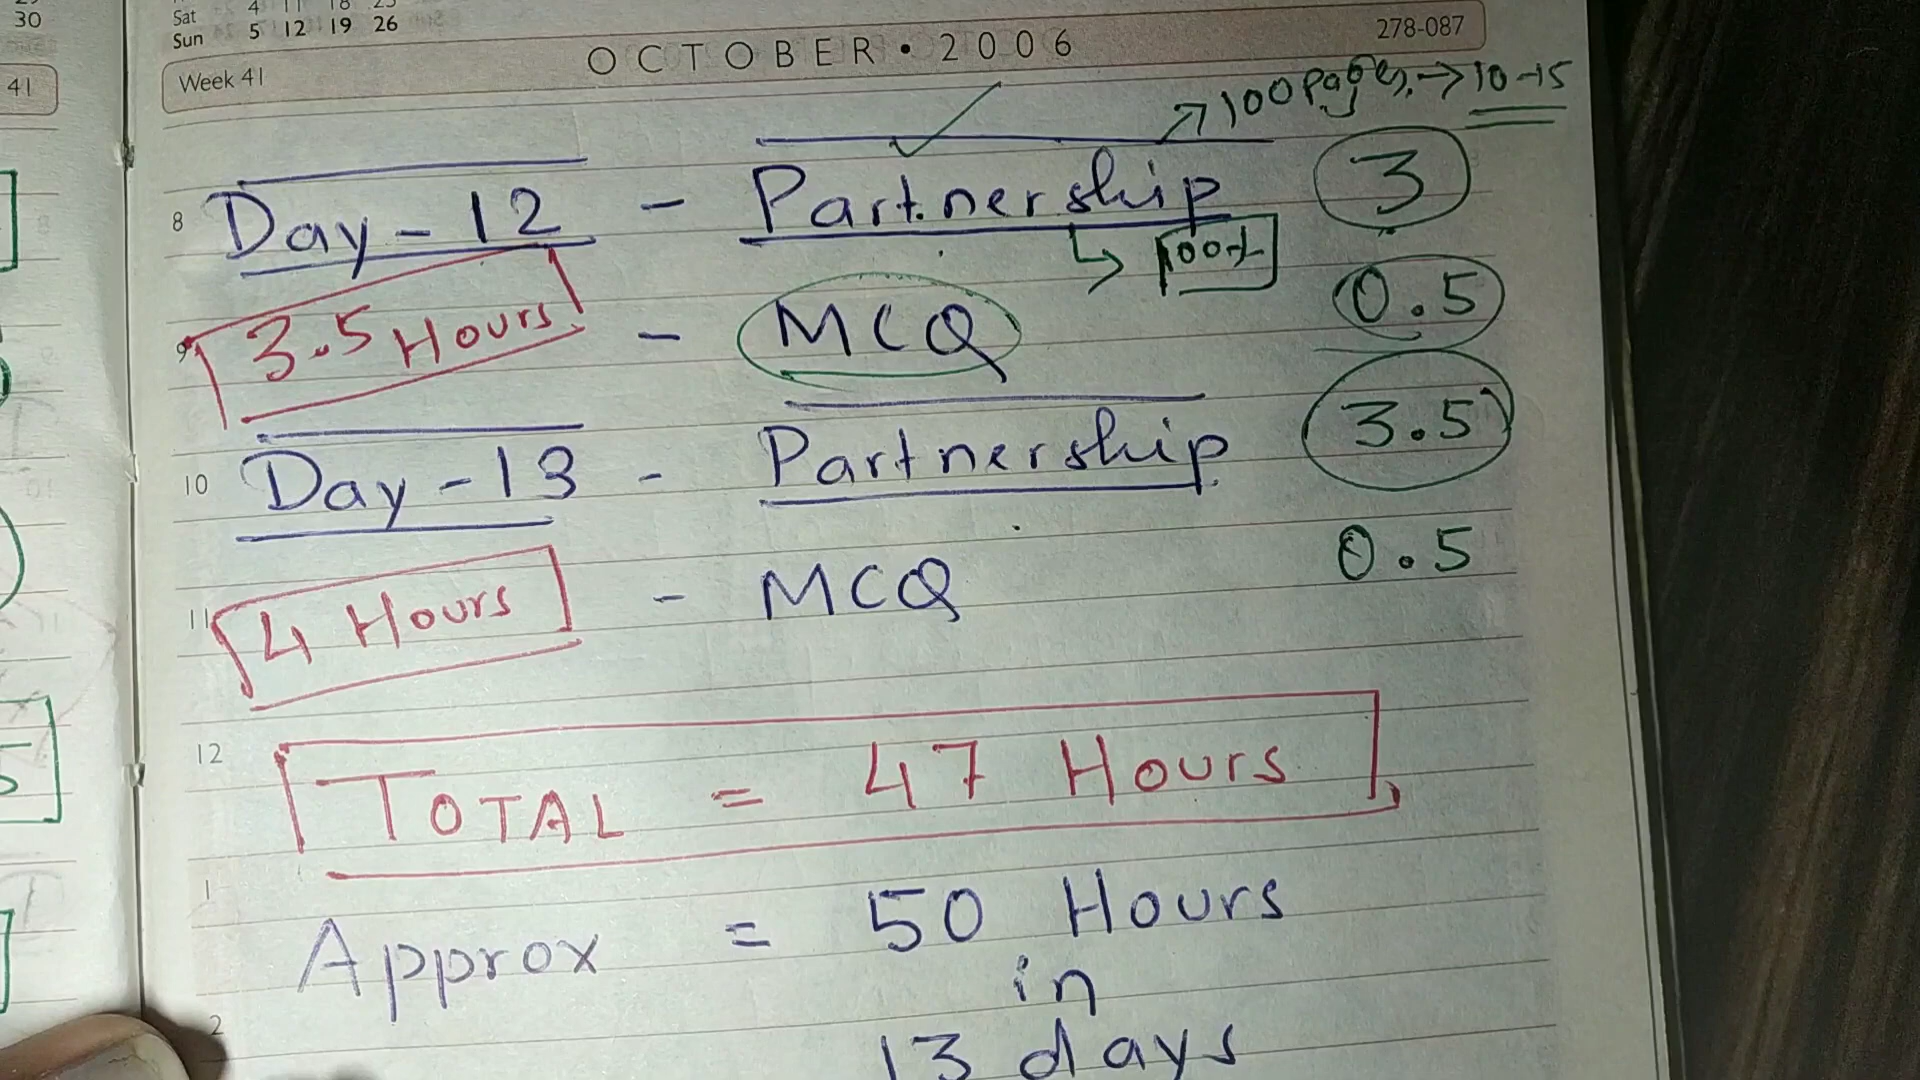 30
41
4 11 18 25
Sat
Sun 5 12 19 26
OCTOBER • 2006
278-087
Week 41
100 Pages. → 10-15
8 Day - 12 - Partnership 3
100%
9 3.5 Hours - MCQ 0.5
10 Day - 13 - Partnership 3.5
11 4 Hours - MCQ 0.5
12 TOTAL = 47 Hours
1 Approx = 50 Hours
in
2 13 days